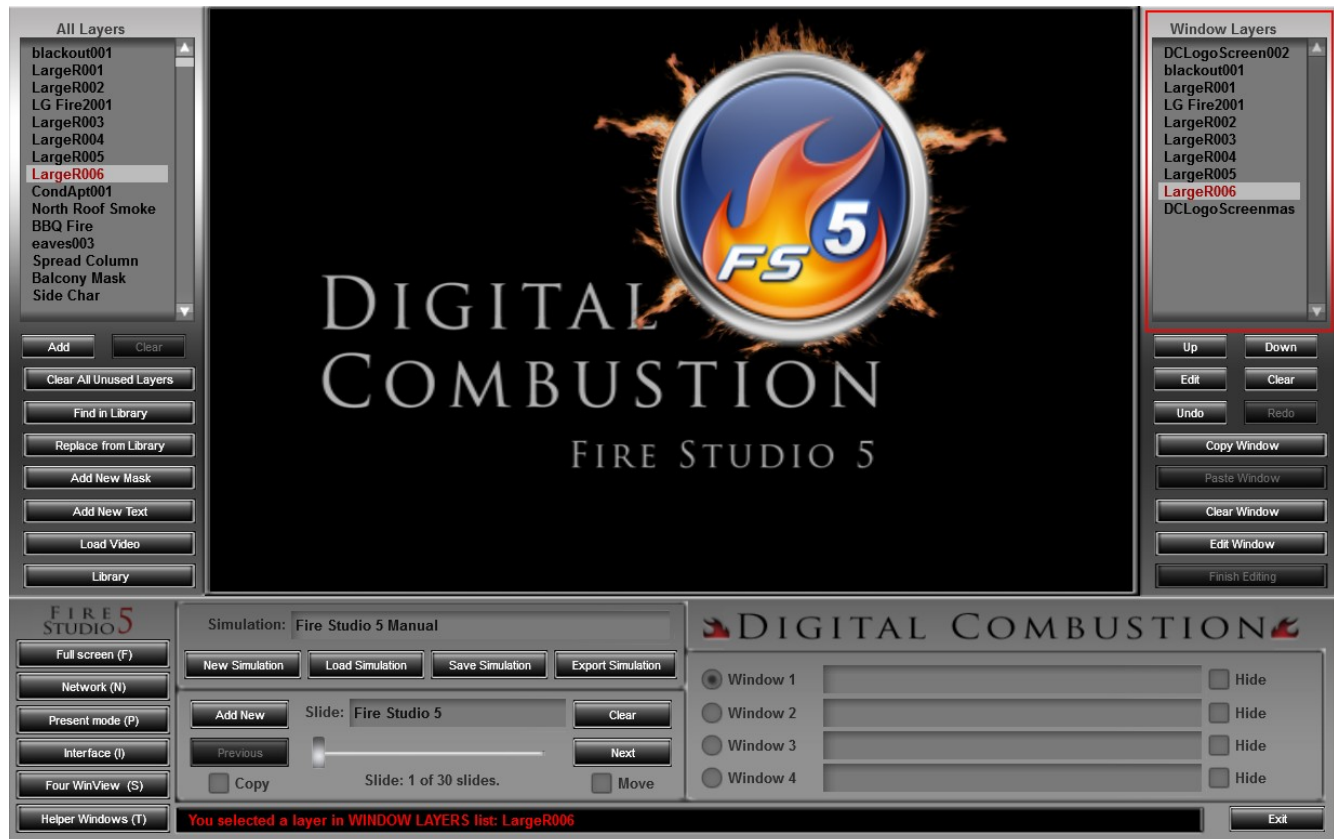 All Layers
blackout001
LargeR001
LargeR002
LG Fire2001
LargeR003
LargeR004
LargeR005
LargeR006
CondApt001
North Roof Smoke
BBQ Fire
eaves003
Spread Column
Balcony Mask
Side Char
Add Clear
Clear All Unused Layers
Find in Library
Replace from Library
Add New Mask
Add New Text
Load Video
Library
FS 5
DIGITAL
COMBUSTION
FIRE STUDIO 5
Window Layers
DCLogoScreen002
blackout001
LargeR001
LG Fire2001
LargeR002
LargeR003
LargeR004
LargeR005
LargeR006
DCLogoScreenmas
Up Down
Edit Clear
Undo Redo
Copy Window
Paste Window
Clear Window
Edit Window
Finish Editing
FIRE
STUDIO 5
Full screen (F)
Network (N)
Present mode (P)
Interface (I)
Four WinView (S)
Helper Windows (T)
Simulation: Fire Studio 5 Manual
New Simulation Load Simulation Save Simulation Export Simulation
Add New Slide: Fire Studio 5 Clear
Previous Next
Copy Slide: 1 of 30 slides. Move
DIGITAL COMBUSTION
Window 1 Hide
Window 2 Hide
Window 3 Hide
Window 4 Hide
You selected a layer in WINDOW LAYERS list: LargeR006
Exit